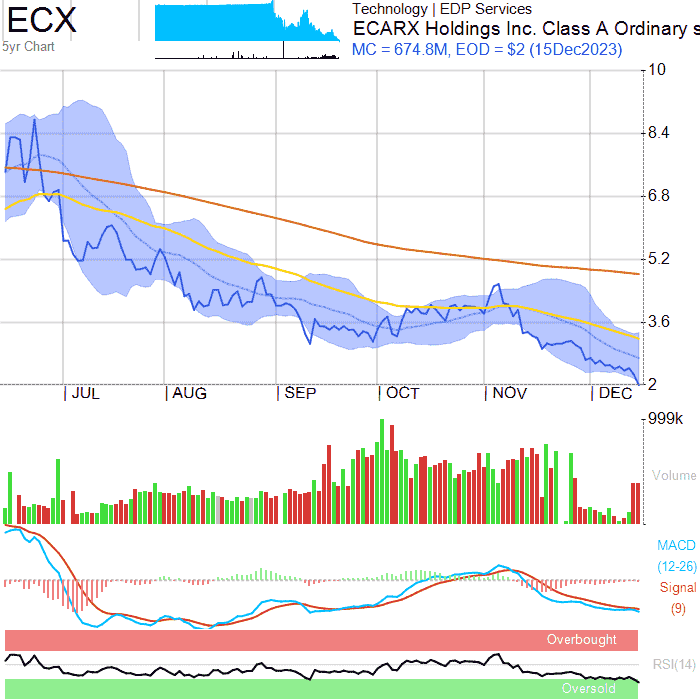 ECX
5yr Chart
Technology | EDP Services
ECARX Holdings Inc. Class A Ordinary s
MC = 674.8M, EOD = $2 (15Dec2023)
10
8.4
6.8
5.2
3.6
2
JUL AUG SEP OCT NOV DEC
999k
Volume
MACD
(12-26)
Signal
(9)
Overbought
RSI(14)
Oversold